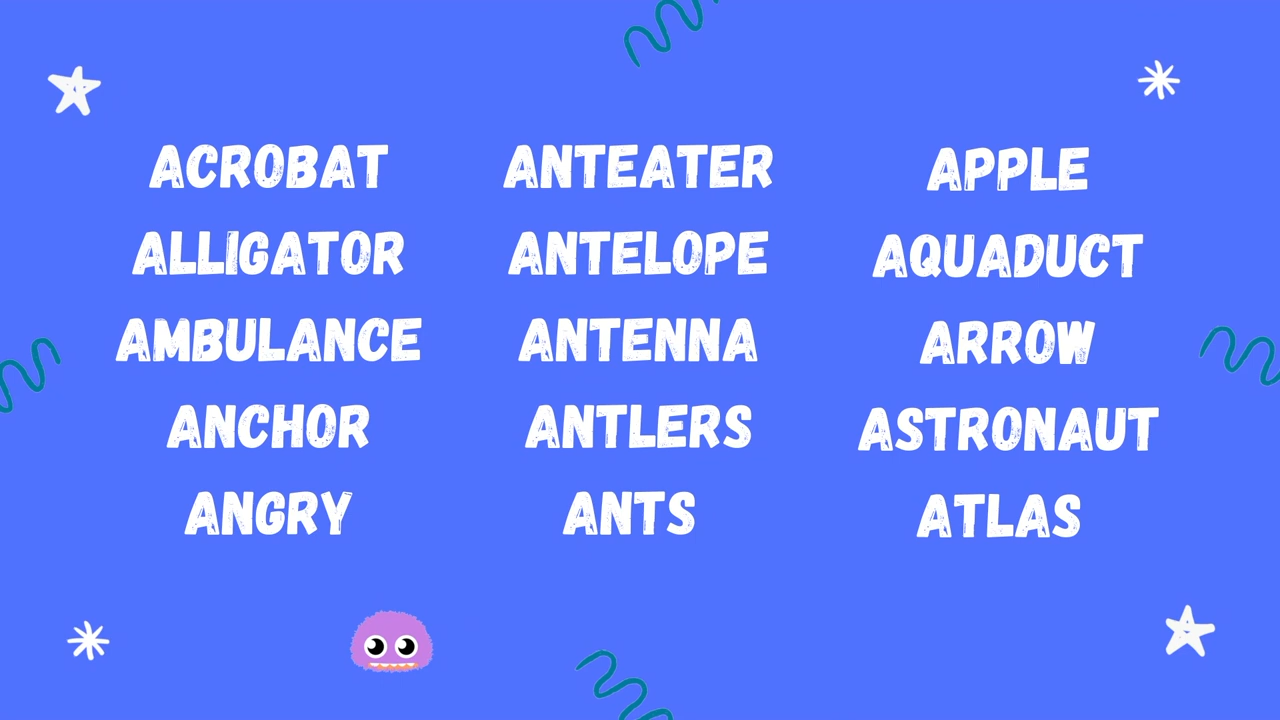 ACROBAT
ALLIGATOR
AMBULANCE
ANCHOR
ANGRY
ANTEATER
ANTELOPE
ANTENNA
ANTLERS
ANTS
APPLE
AQUADUCT
ARROW
ASTRONAUT
ATLAS